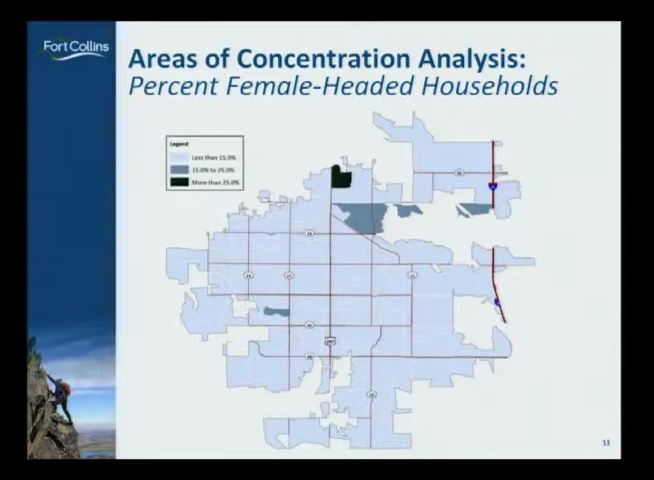 Fort Collins
Areas of Concentration Analysis:
Percent Female-Headed Households
Legend
Less than 15.0%
15.0% to 25.0%
More than 25.0%
11